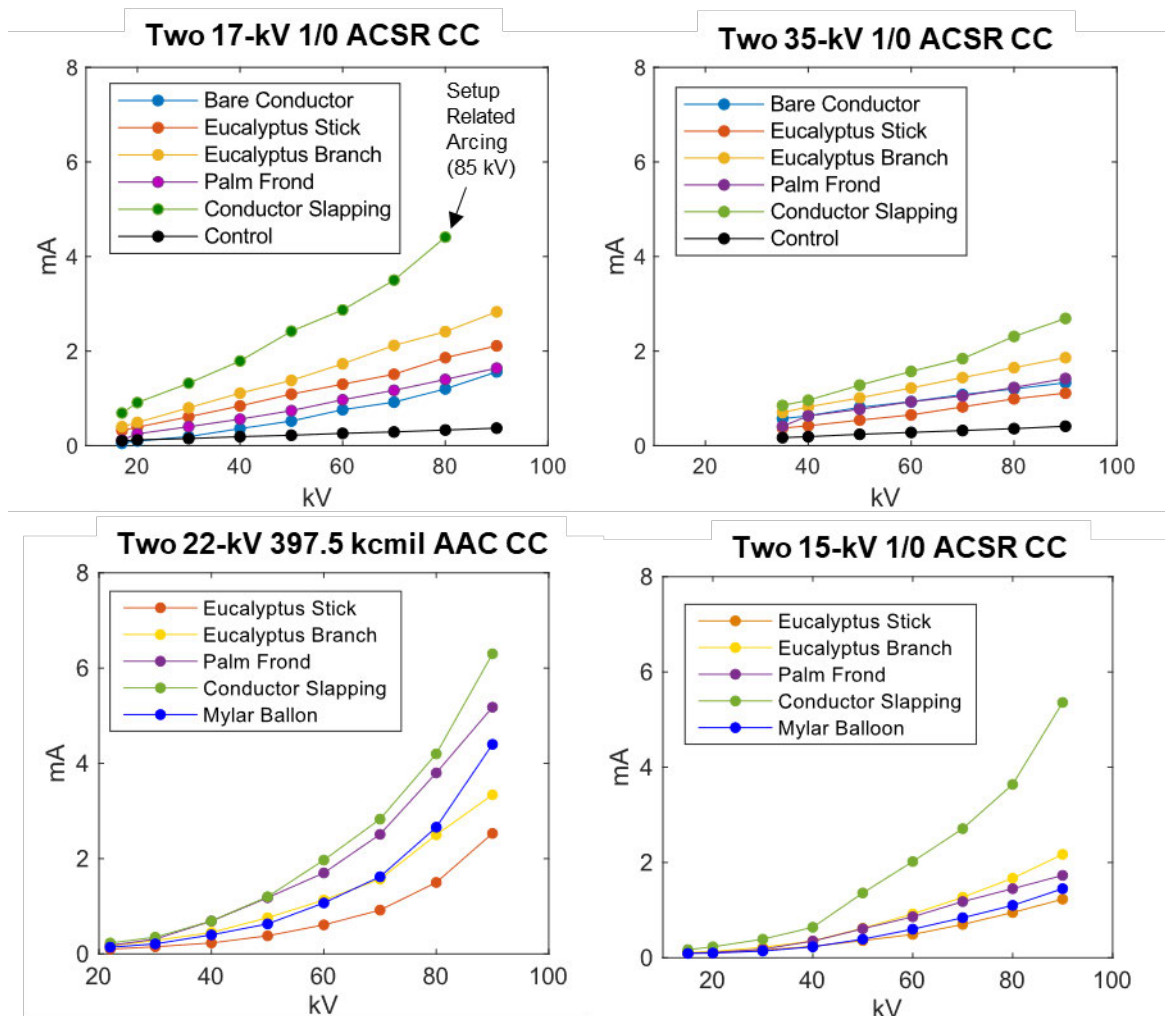 Two 17-kV 1/0 ACSR CC
8
6
4
2
0
mA
Bare Conductor
Eucalyptus Stick
Eucalyptus Branch
Palm Frond
Conductor Slapping
Control
Setup
Related
Arcing
(85 kV)
20
40
60
80
100
kV
Two 35-kV 1/0 ACSR CC
8
6
4
2
0
mA
Bare Conductor
Eucalyptus Stick
Eucalyptus Branch
Palm Frond
Conductor Slapping
Control
20
40
60
80
100
kV
Two 22-kV 397.5 kcmil AAC CC
8
6
4
2
0
mA
Eucalyptus Stick
Eucalyptus Branch
Palm Frond
Conductor Slapping
Mylar Ballon
20
40
60
80
100
kV
Two 15-kV 1/0 ACSR CC
8
6
4
2
0
mA
Eucalyptus Stick
Eucalyptus Branch
Palm Frond
Conductor Slapping
Mylar Balloon
20
40
60
80
100
kV